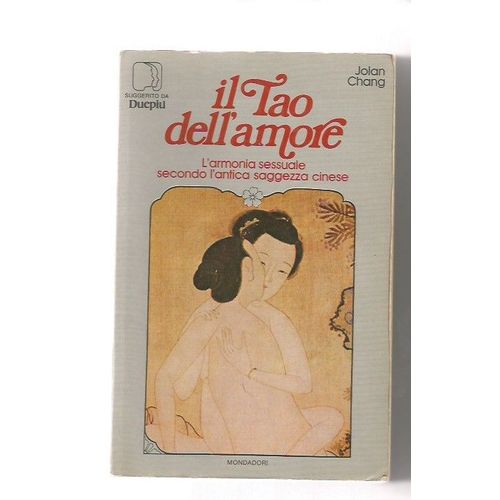 SUGGERITO DA
Duepiù
Jolan
Chang
il Tao
dell'amore
L'armonia sessuale
secondo l'antica saggezza cinese
MONDADORI